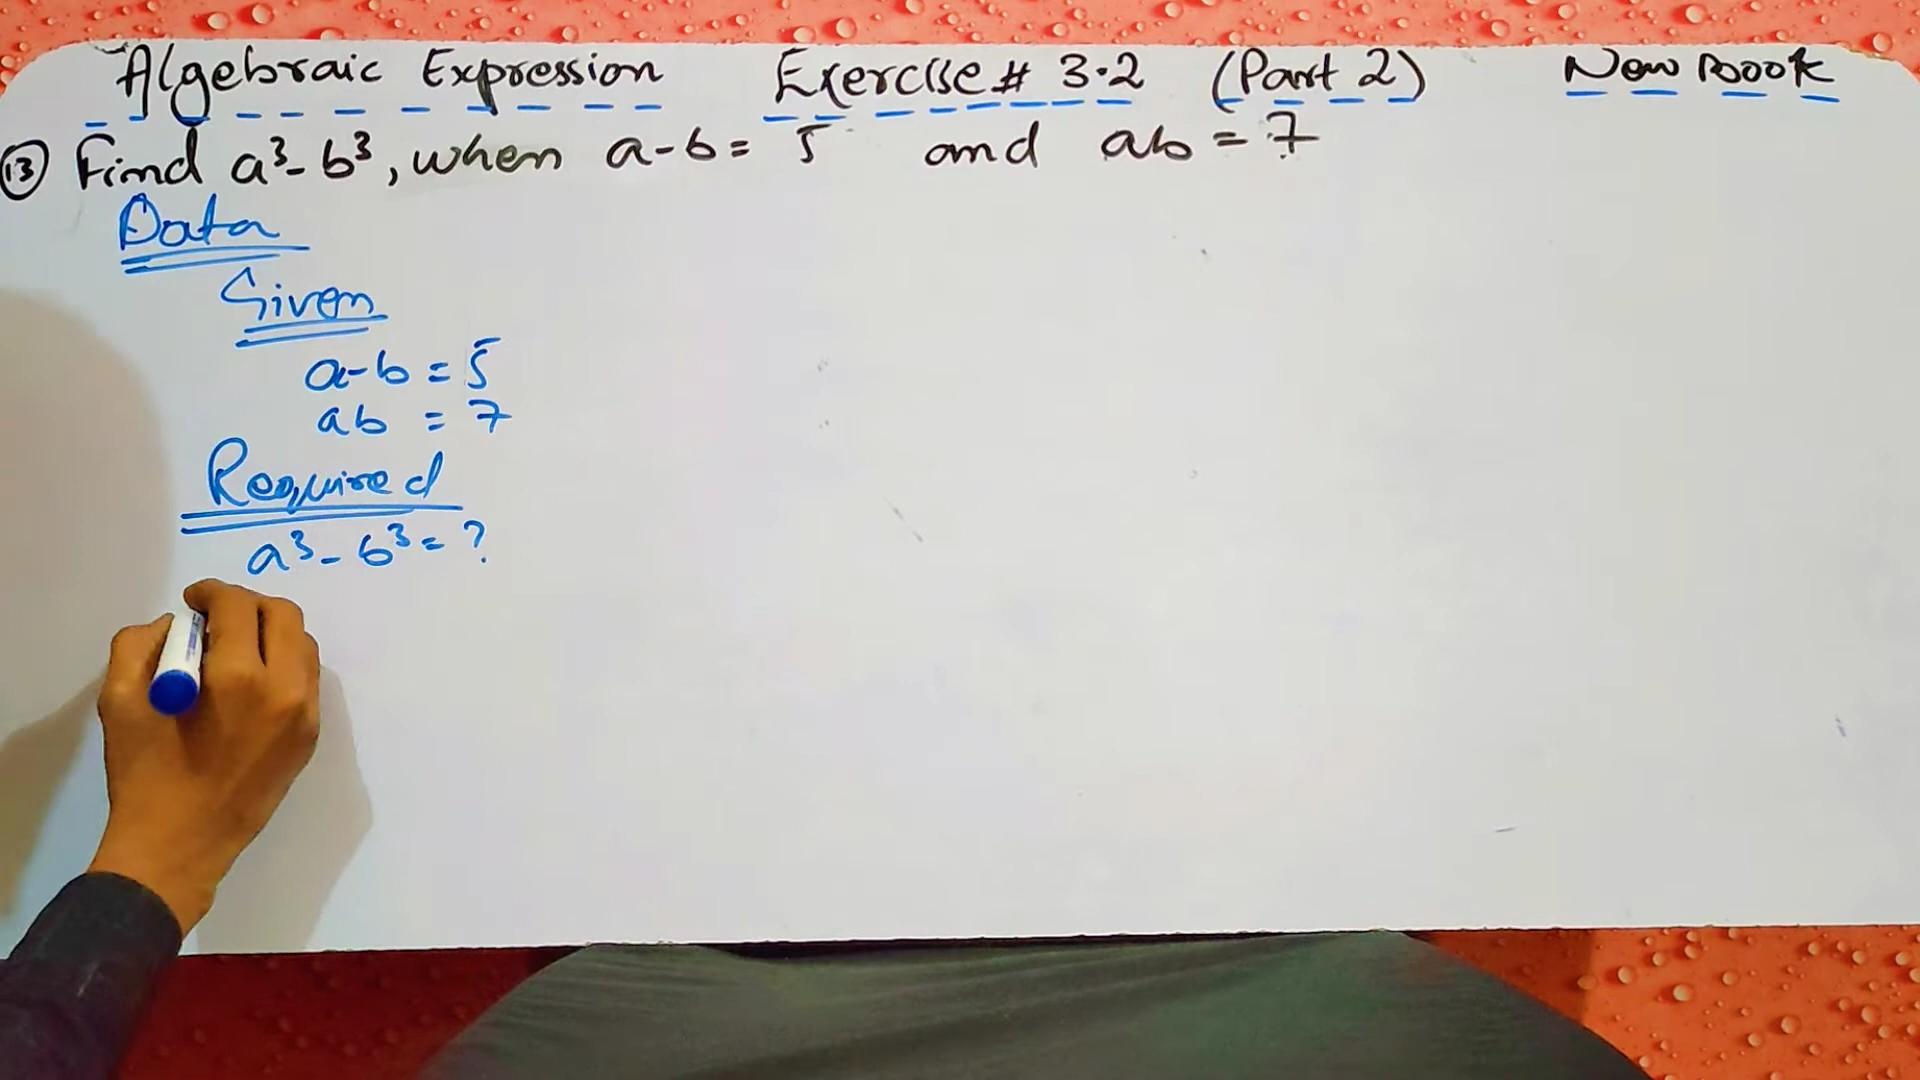 Algebraic Expression Exercise # 3.2 (Part 2) New Book
(13) Find a³-b³, when a-b = 5 and ab = 7
Data
Given
a-b = 5
ab = 7
Required
a³-b³ = ?